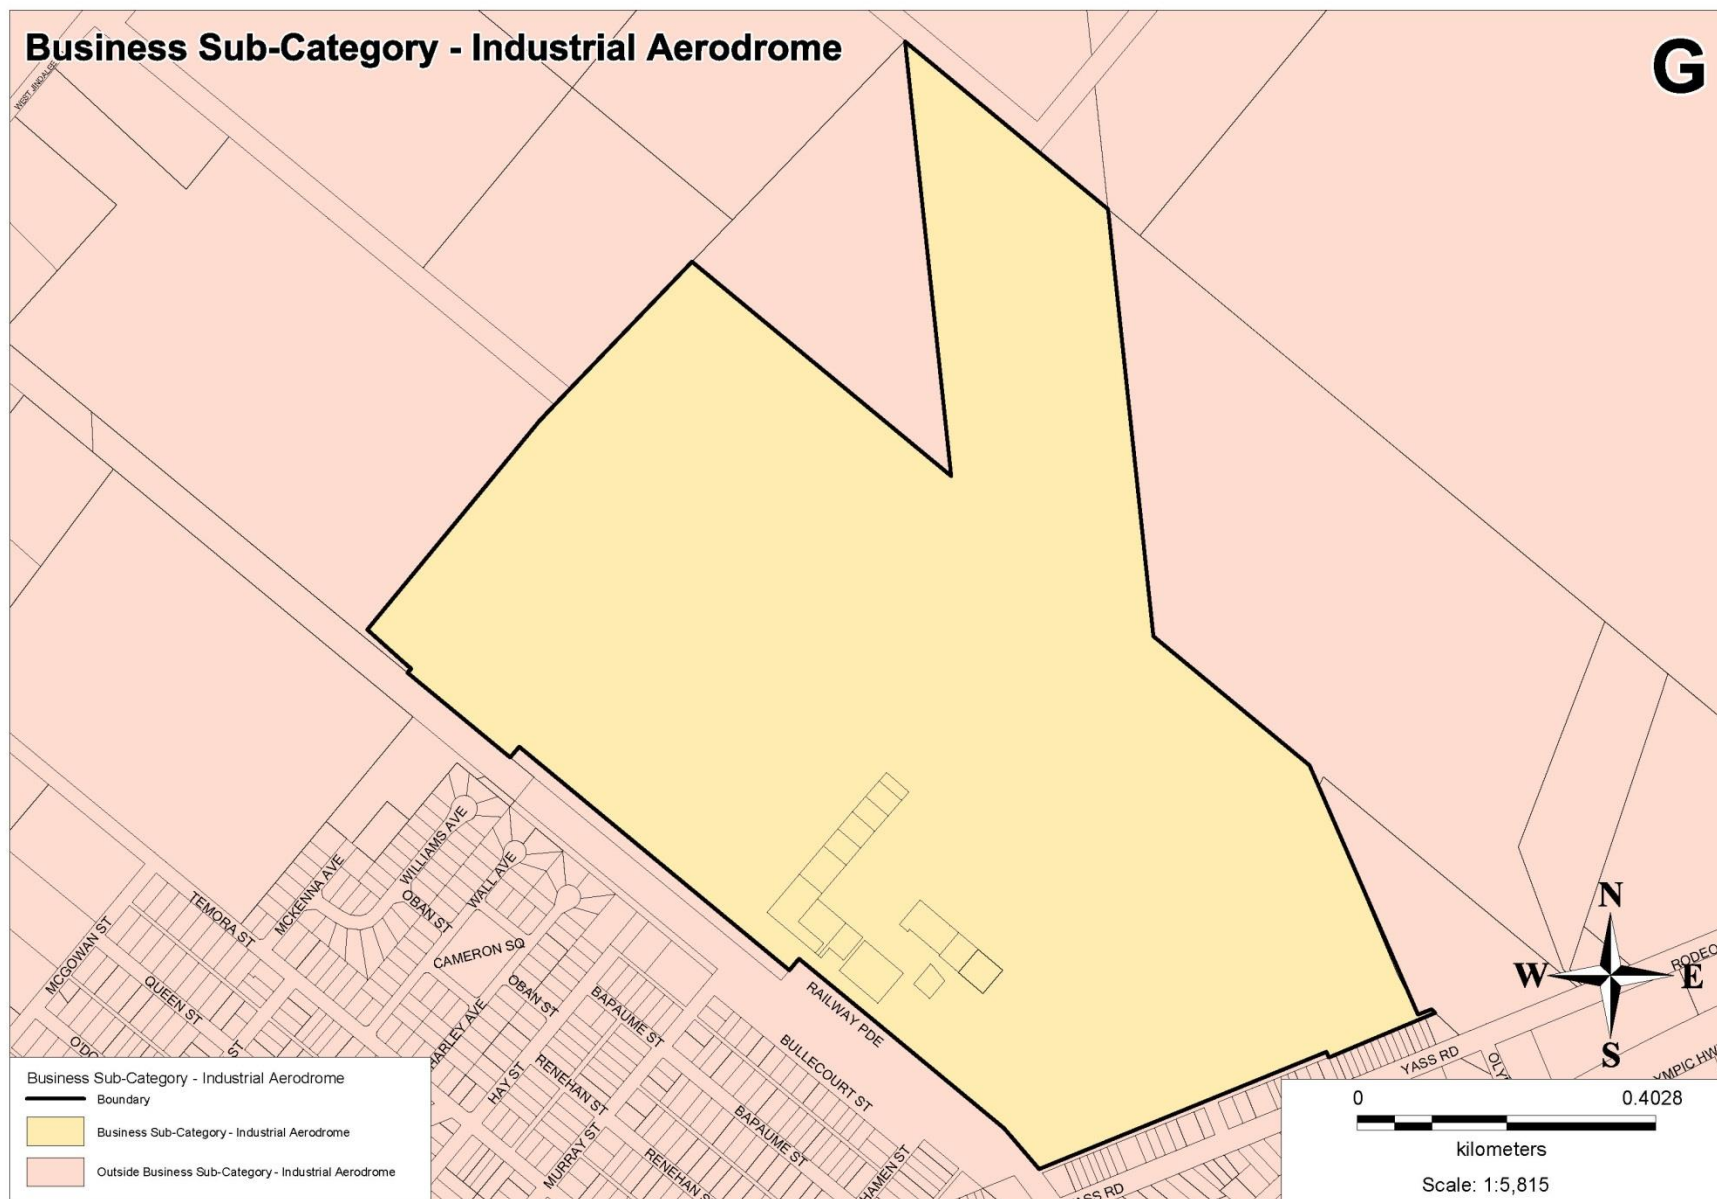 Business Sub-Category - Industrial Aerodrome
G
WILLIAMS AVE
MCKENNA AVE
WALL AVE
OBAN ST
TEMORA ST
CAMERON SQ
MCGOWAN ST
QUEEN ST
OBAN ST
BAPAUME ST
RAILWAY PDE
HAY ST
RENEHAN ST
BULLECOURT ST
MURRAY ST
BAPAUME ST
RENEHAN
YASS RD
N
W
E
S
Business Sub-Category - Industrial Aerodrome
Boundary
Business Sub-Category - Industrial Aerodrome
Outside Business Sub-Category - Industrial Aerodrome
0 0.4028
kilometers
Scale: 1:5,815